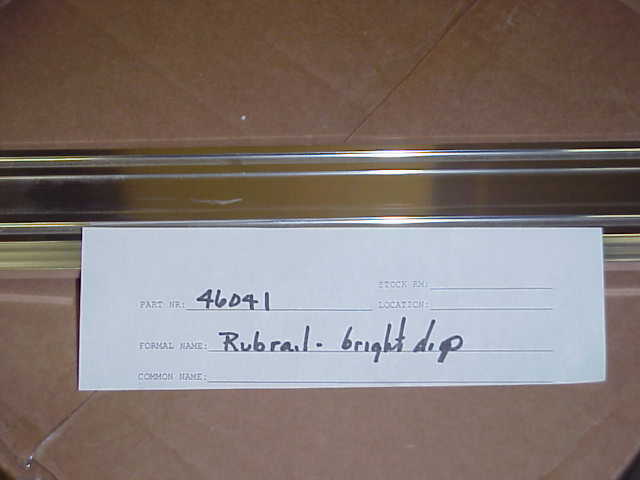 STOCK RM:
PART NR: 46041 LOCATION:
FORMAL NAME: Rubrail - bright dip
COMMON NAME: